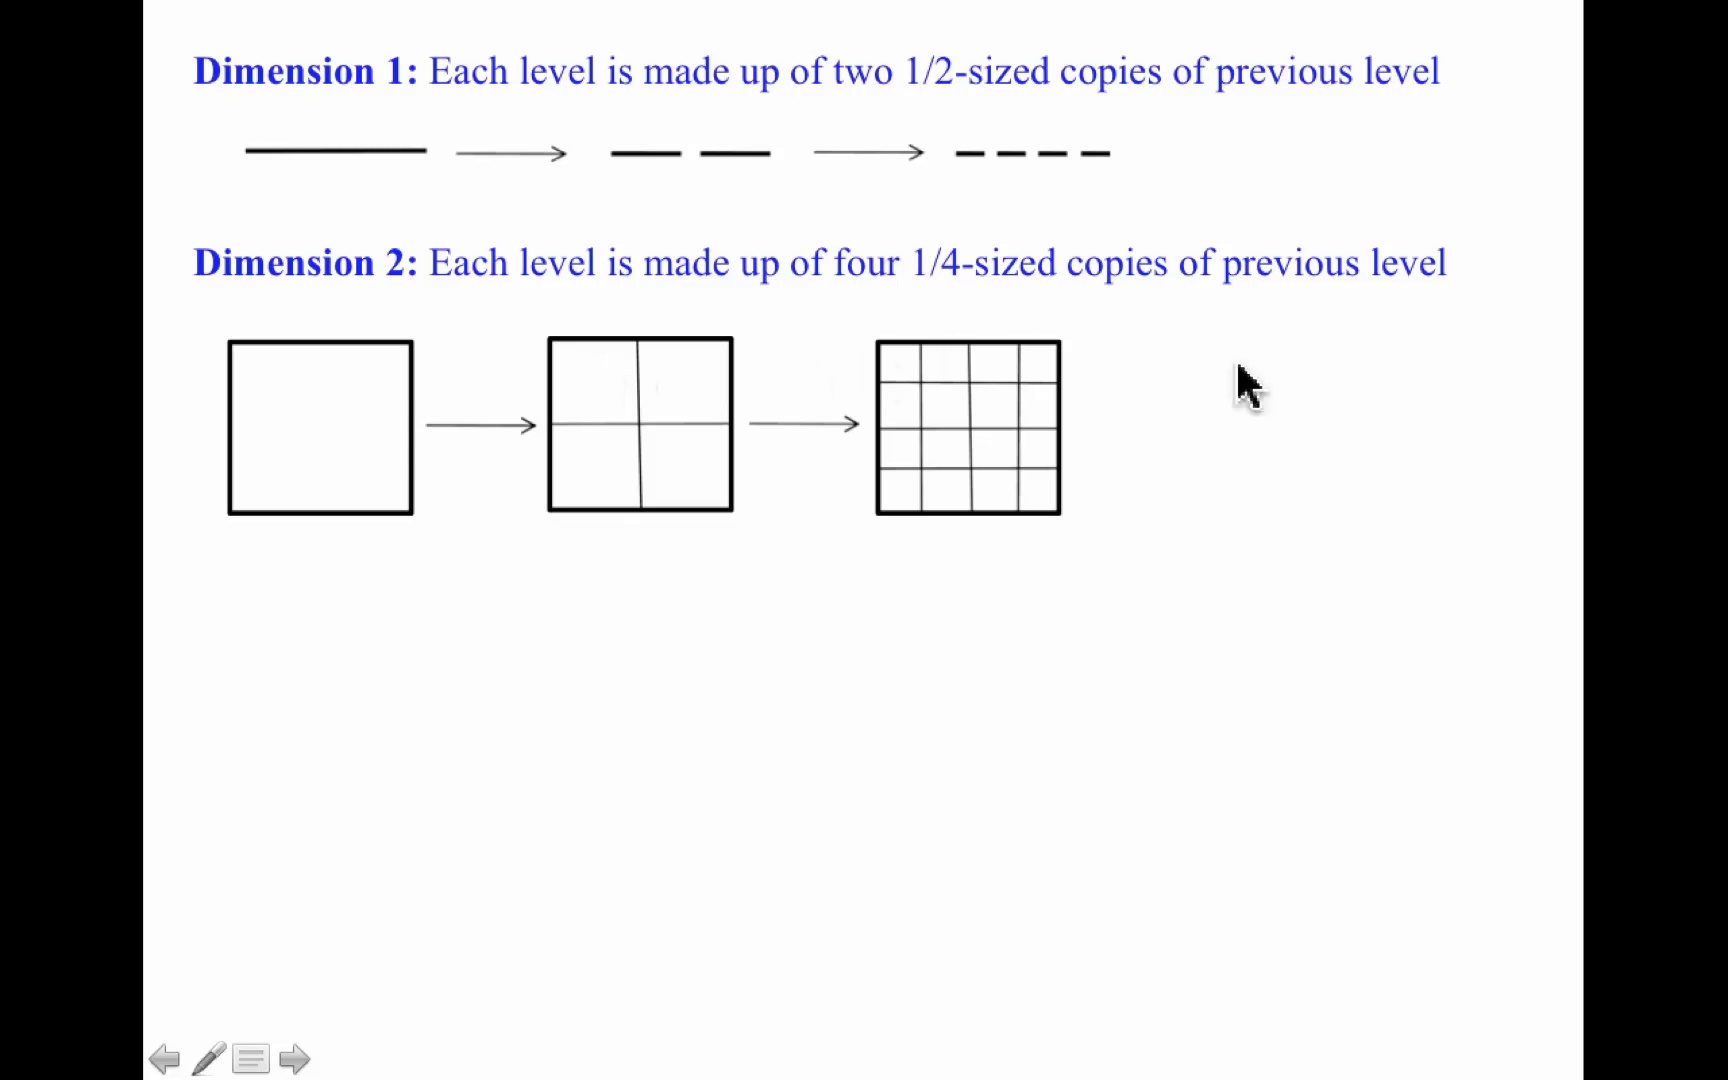 Dimension 1: Each level is made up of two 1/2-sized copies of previous level
Dimension 2: Each level is made up of four 1/4-sized copies of previous level